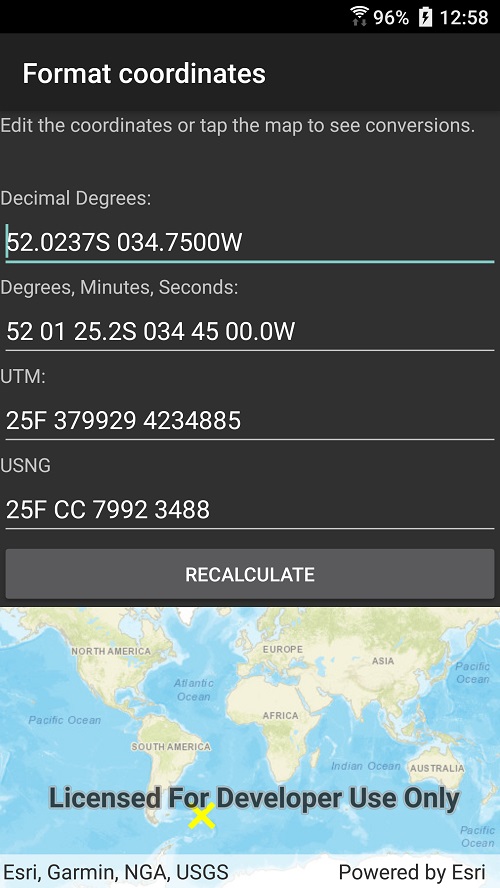 96% 12:58
Format coordinates
Edit the coordinates or tap the map to see conversions.
Decimal Degrees:
52.0237S 034.7500W
Degrees, Minutes, Seconds:
52 01 25.2S 034 45 00.0W
UTM:
25F 379929 4234885
USNG
25F CC 7992 3488
RECALCULATE
NORTH AMERICA
EUROPE
ASIA
Atlantic
Ocean
Pacific
Ocean
Pacific Ocean
AFRICA
SOUTH AMERICA
Indian Ocean
AUSTRALIA
Licensed For Developer Use Only
Pacific
Ocean
Esri, Garmin, NGA, USGS
Powered by Esri